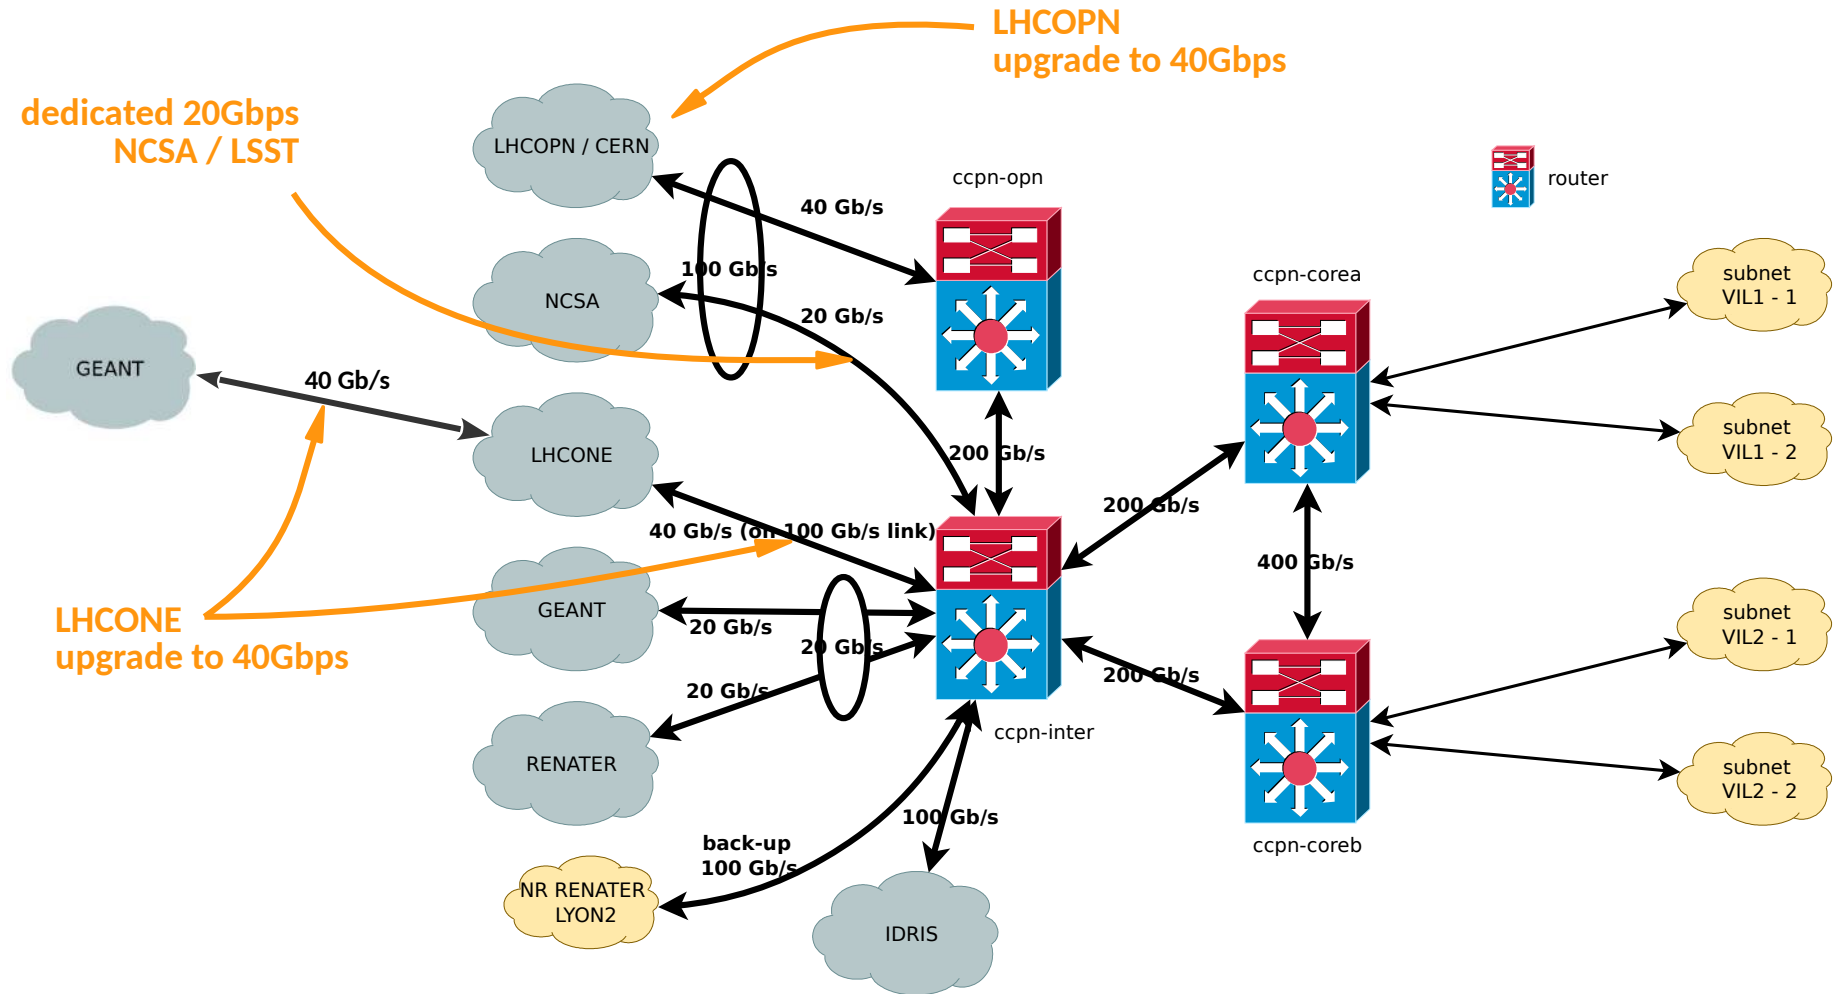 LHCOPN
upgrade to 40Gbps
dedicated 20Gbps
NCSA / LSST
LHCOPN / CERN
ccpn-opn
router
40 Gb/s
100 Gb/s
NCSA
20 Gb/s
ccpn-corea
subnet
VIL1 - 1
GEANT
40 Gb/s
LHCONE
200 Gb/s
subnet
VIL1 - 2
200 Gb/s
40 Gb/s (on 100 Gb/s link)
400 Gb/s
GEANT
20 Gb/s
20 Gb/s
LHCONE
upgrade to 40Gbps
subnet
VIL2 - 1
200 Gb/s
20 Gb/s
ccpn-inter
RENATER
subnet
VIL2 - 2
100 Gb/s
back-up
100 Gb/s
ccpn-coreb
NR RENATER
LYON2
IDRIS